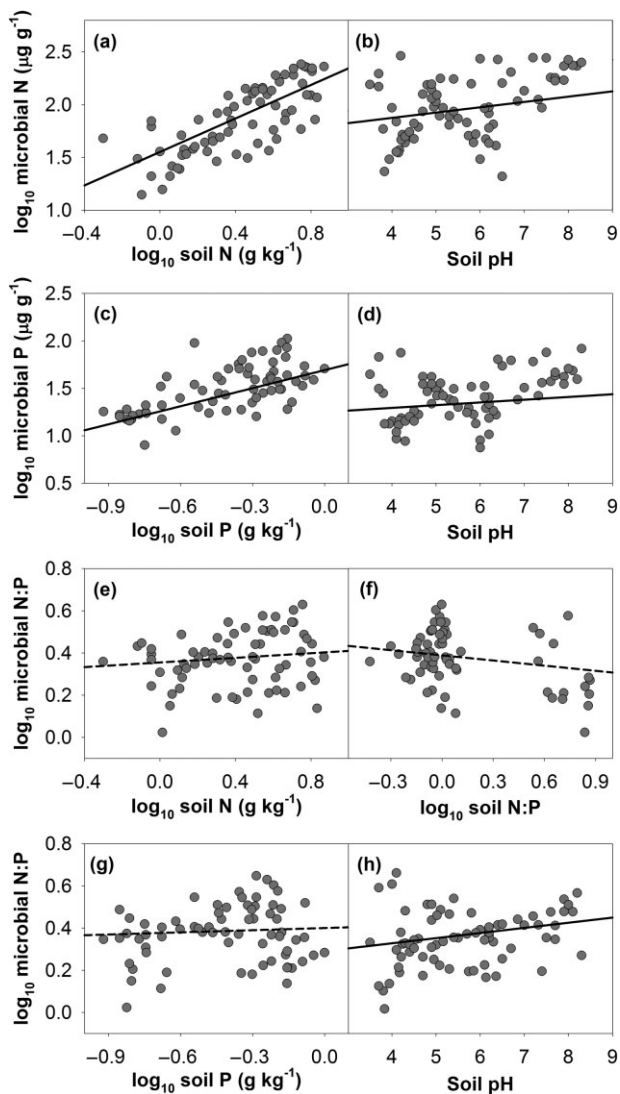 (a) (b)
log10 microbial N (µg g−1)
2.5
2.0
1.5
1.0
–0.4 0.0 0.4 0.8 4 5 6 7 8 9
log10 soil N (g kg−1) Soil pH
(c) (d)
log10 microbial P (µg g−1)
2.5
2.0
1.5
1.0
0.5
–0.9 –0.6 –0.3 0.0 4 5 6 7 8 9
log10 soil P (g kg−1) Soil pH
(e) (f)
log10 microbial N:P
0.8
0.6
0.4
0.2
0.0
–0.4 0.0 0.4 0.8 –0.3 0.0 0.3 0.6 0.9
log10 soil N (g kg−1) log10 soil N:P
(g) (h)
log10 microbial N:P
0.8
0.6
0.4
0.2
0.0
–0.9 –0.6 –0.3 0.0 4 5 6 7 8 9
log10 soil P (g kg−1) Soil pH